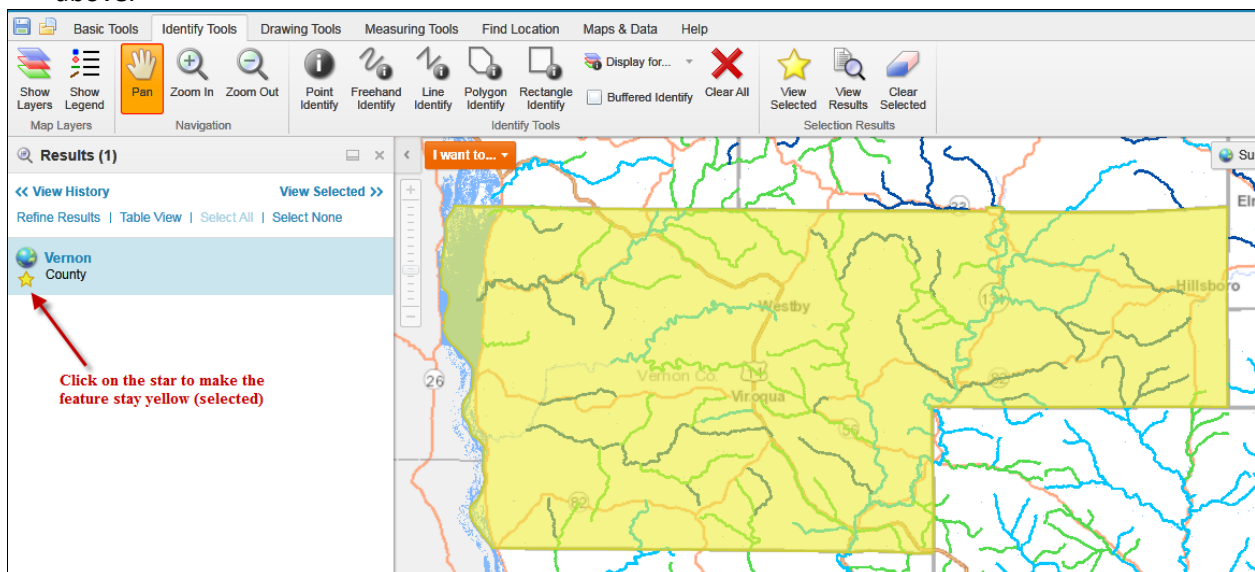 above.
Basic Tools Identify Tools Drawing Tools Measuring Tools Find Location Maps & Data Help
Show Layers
Show Legend
Pan
Zoom In
Zoom Out
Point Identify
Freehand Identify
Line Identify
Polygon Identify
Rectangle Identify
Display for...
Buffered Identify
Clear All
View Selected
View Results
Clear Selected
Map Layers Navigation Identify Tools Selection Results
Results (1)
I want to...
Su
<< View History View Selected >>
Refine Results | Table View | Select All | Select None
Vernon
County
Click on the star to make the
feature stay yellow (selected)
33
Elr
Hillsboro
131
Westby
26
Vernon Co.
14
82
Viroqua
56
82